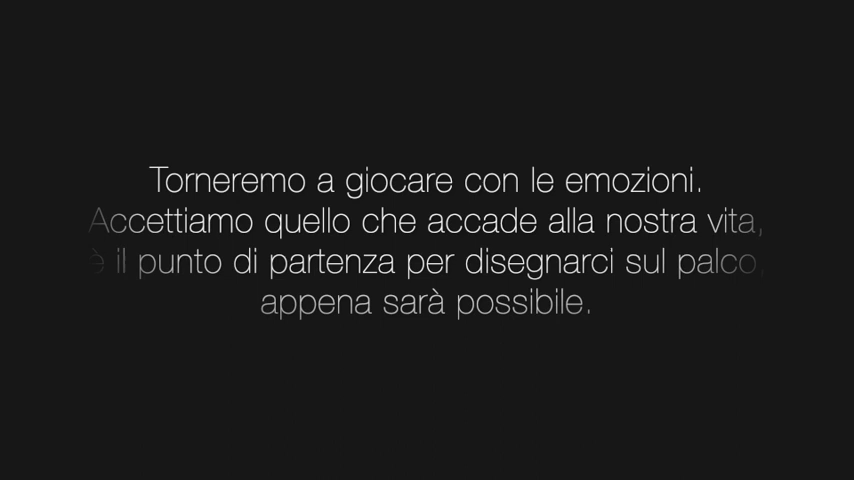 Torneremo a giocare con le emozioni.
Accettiamo quello che accade alla nostra vita,
è il punto di partenza per disegnarci sul palco,
appena sarà possibile.